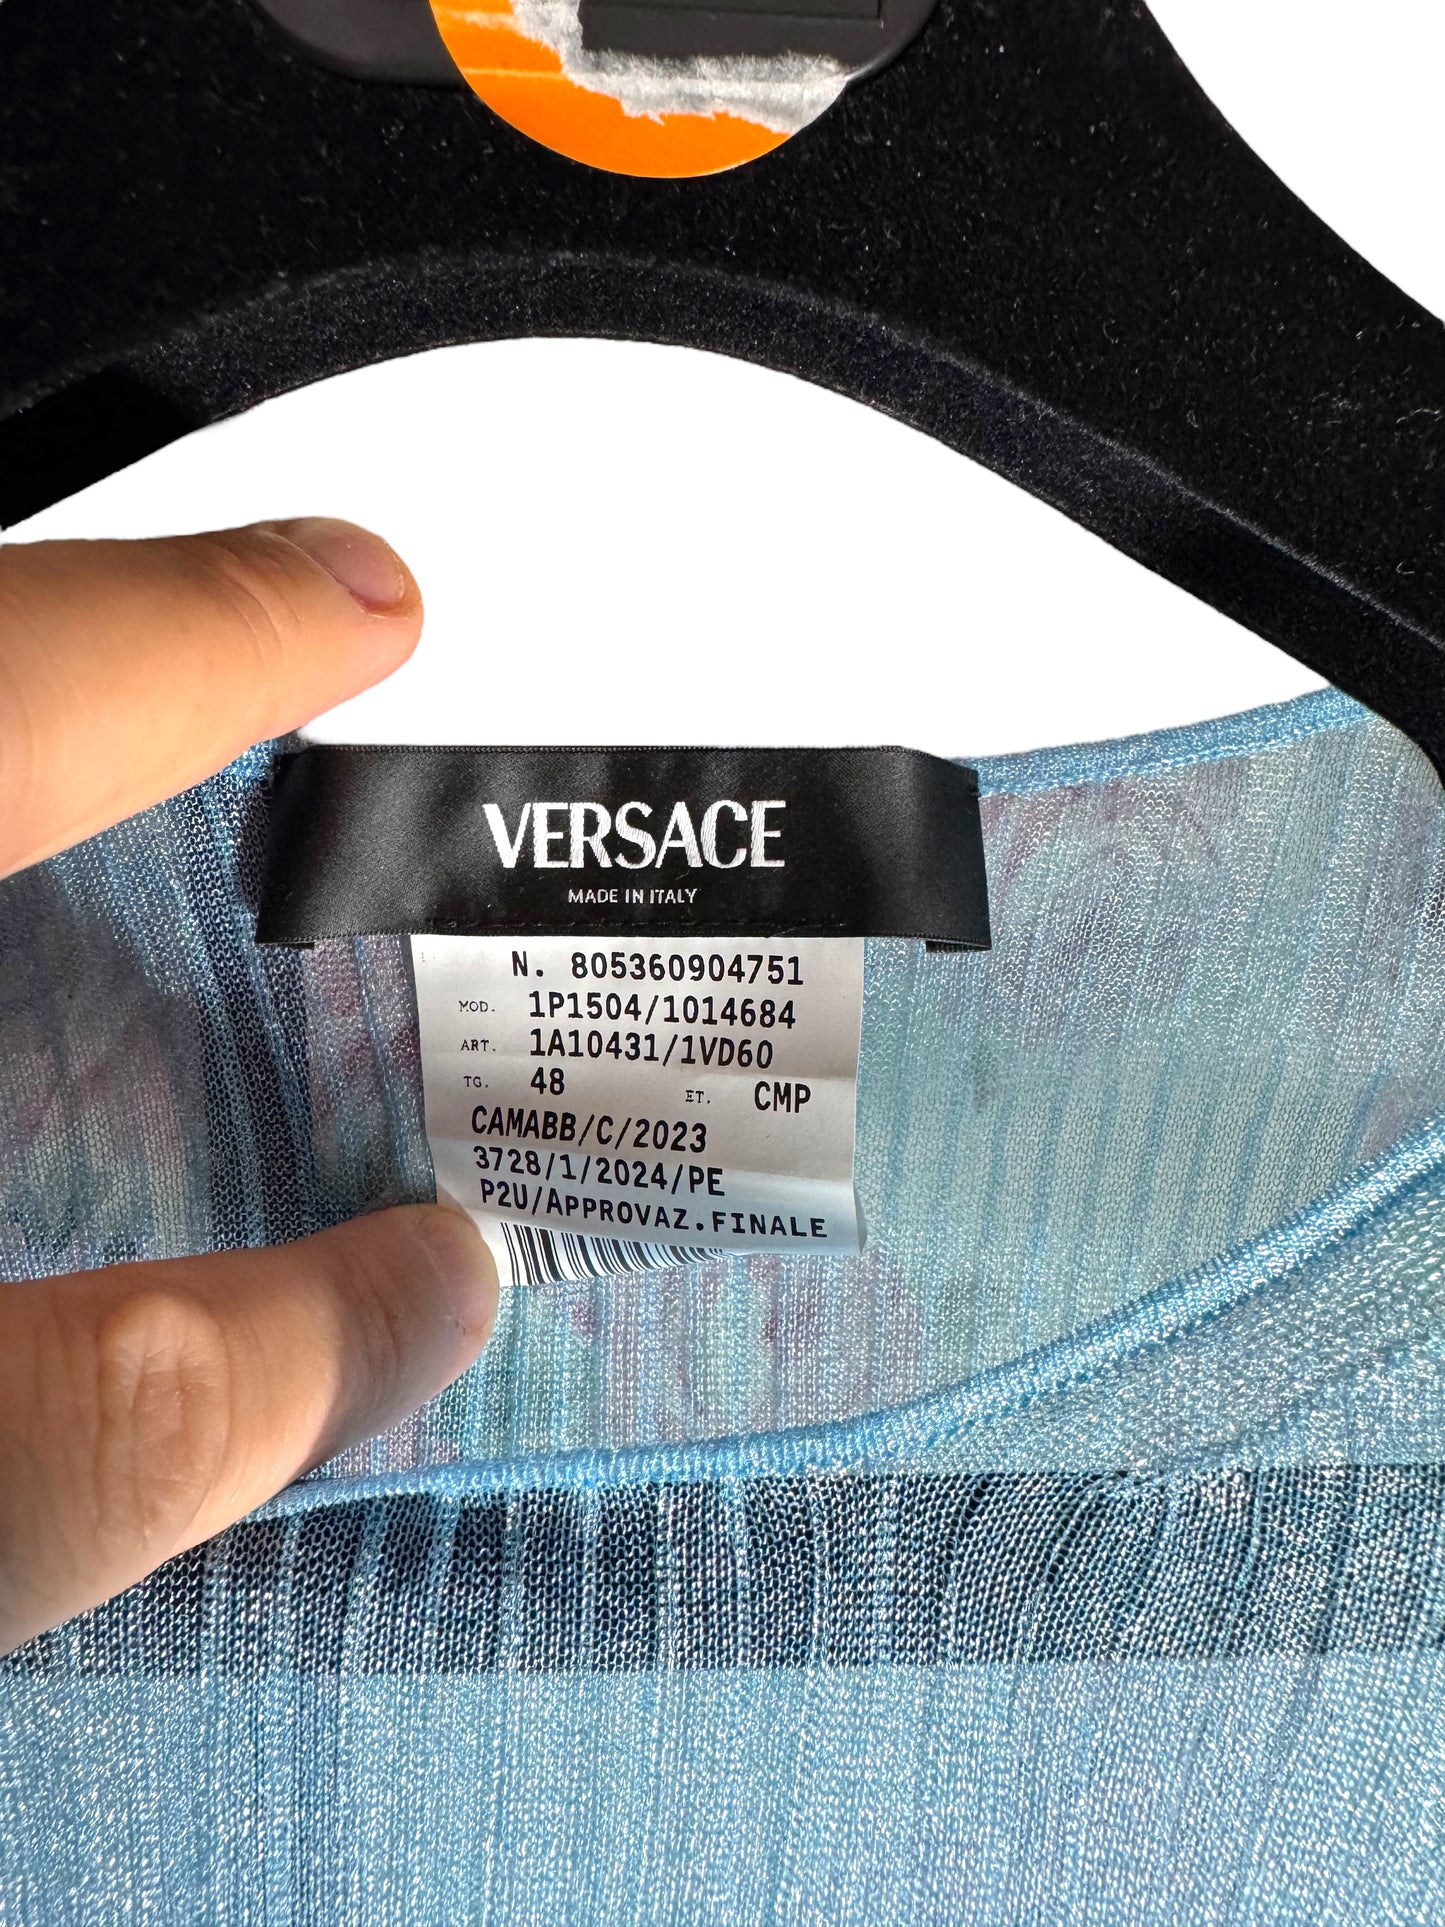 VERSACE
MADE IN ITALY
N. 805360904751
MOD. 1P1504/1014684
ART. 1A10431/1VD60
TG. 48 ET. CMP
CAMABB/C/2023
3728/1/2024/PE
P2U/APPROVAZ.FINALE